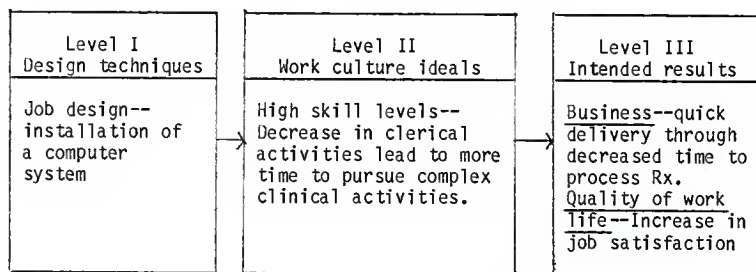 Level I
Design techniques
Job design--
installation of
a computer
system
Level II
Work culture ideals
High skill levels--
Decrease in clerical
activities lead to more
time to pursue complex
clinical activities.
Level III
Intended results
Business--quick
delivery through
decreased time to
process Rx.
Quality of work
life--Increase in
job satisfaction